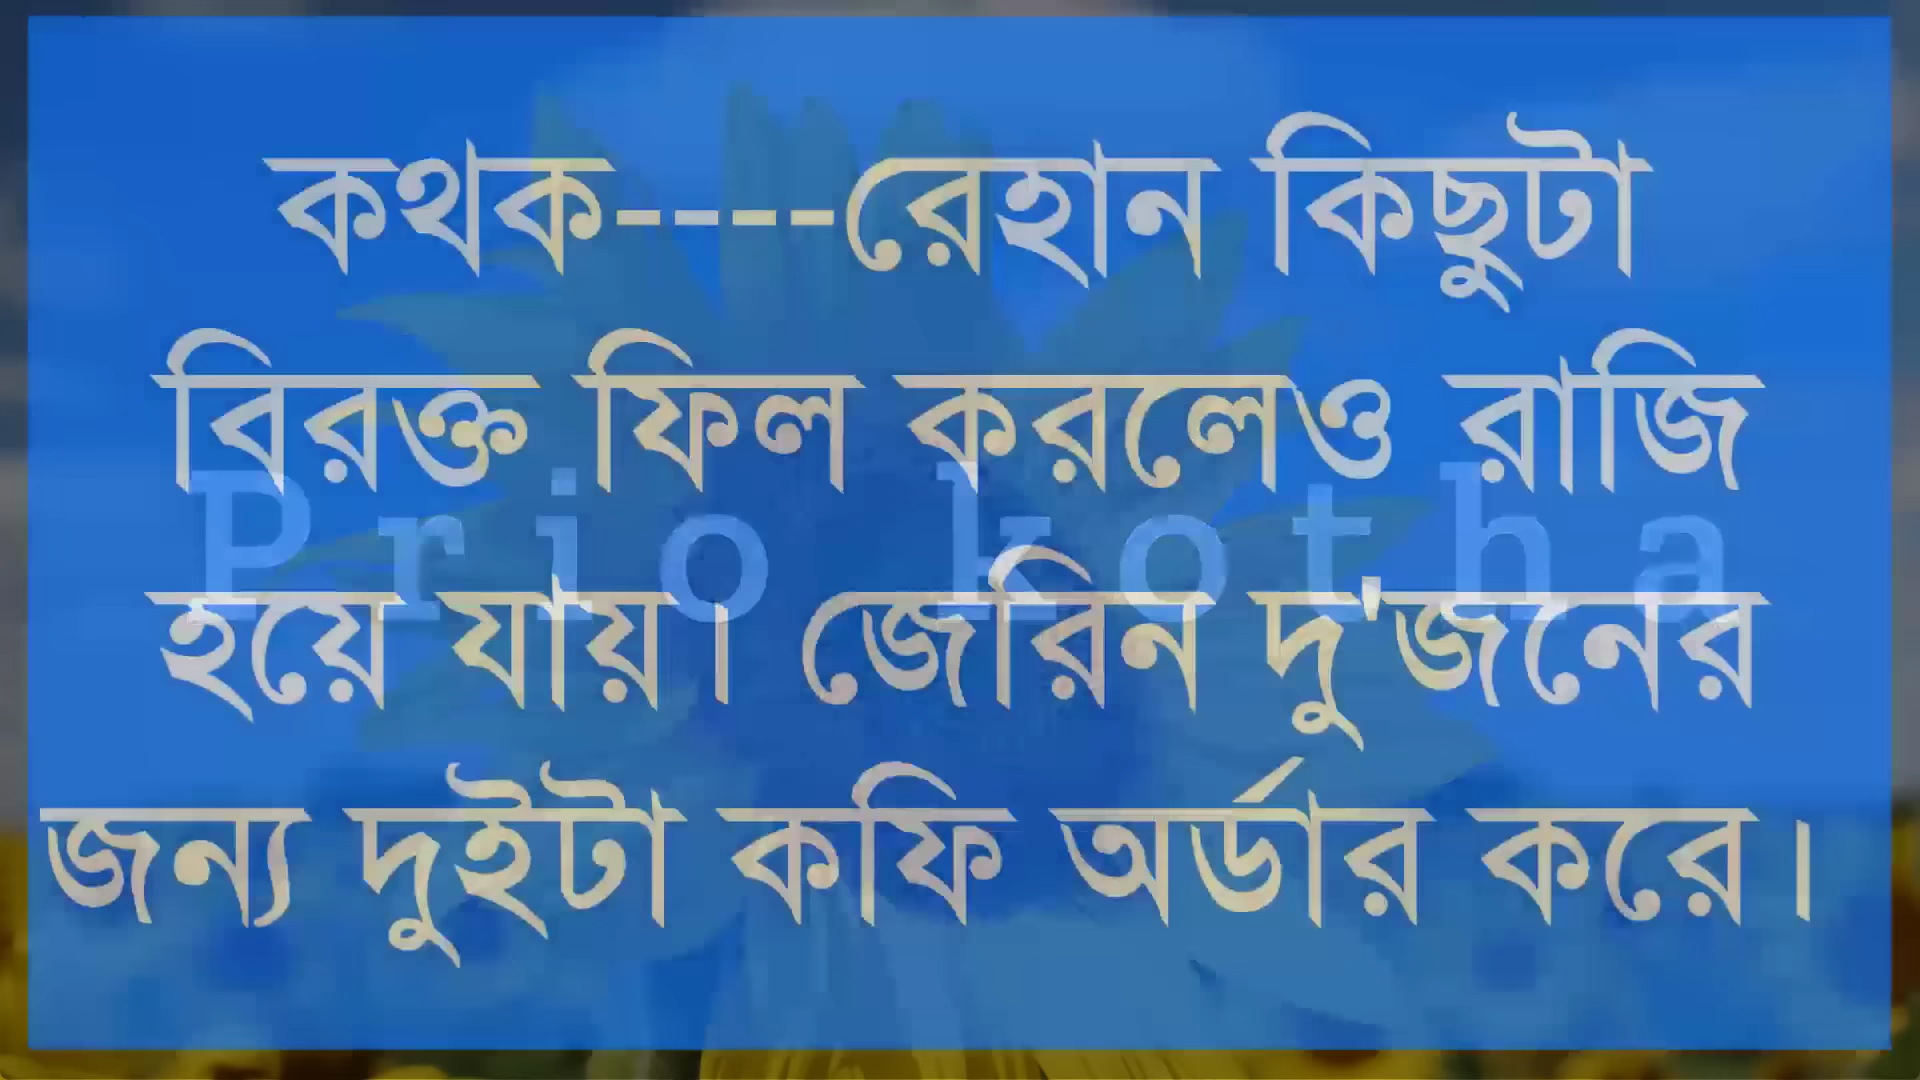 কথক----রেহান কিছুটা
বিরক্ত ফিল করলেও রাজি
Prio kotha
হয়ে যায়। জেরিন দু'জনের
জন্য দুইটা কফি অর্ডার করে।